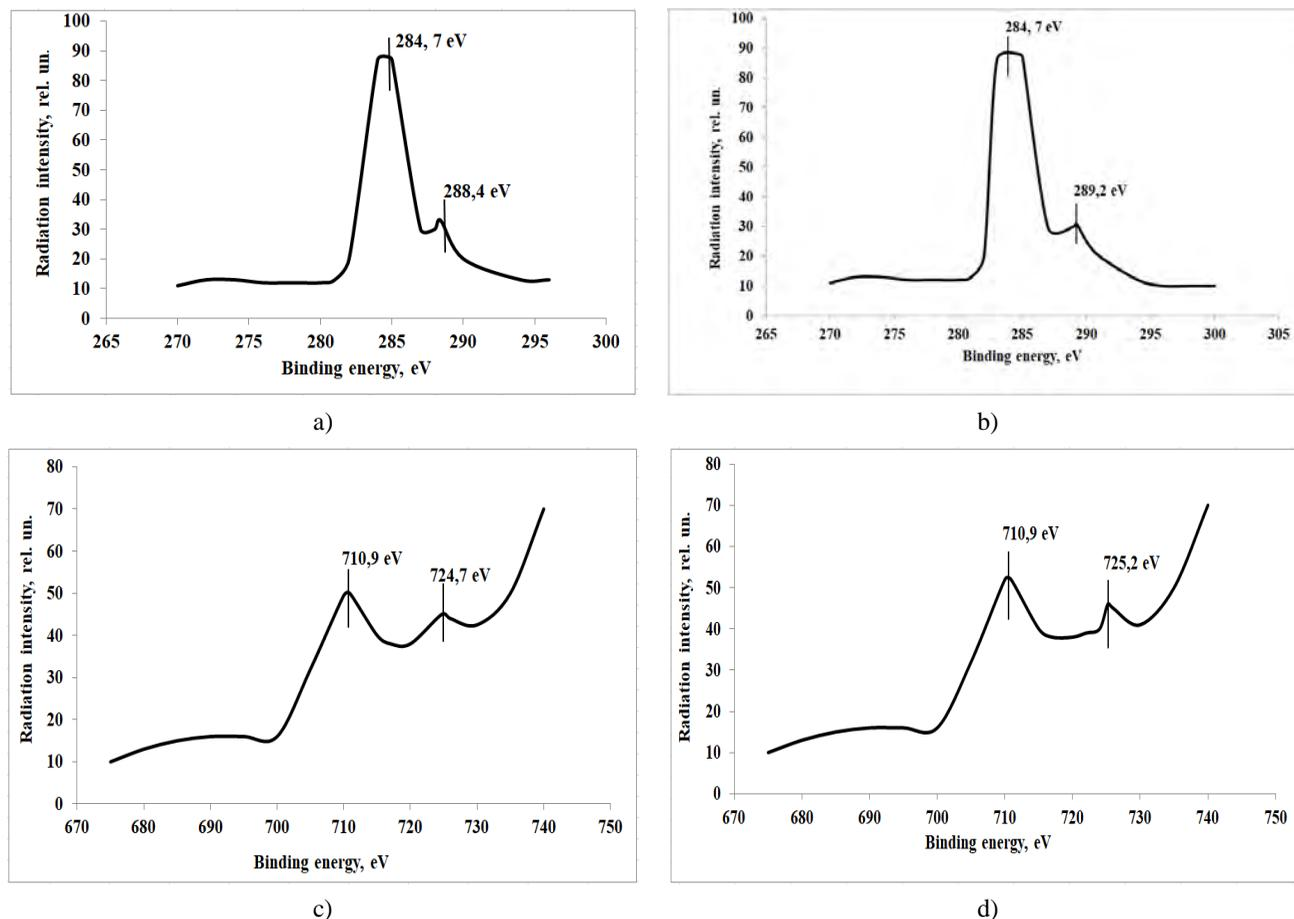 100
90
80
70
60
50
40
30
20
10
0
Radiation intensity, rel. un.
284, 7 eV
288,4 eV
265 270 275 280 285 290 295 300
Binding energy, eV
a)
100
90
80
70
60
50
40
30
20
10
0
Radiation intensity, rel. un.
284, 7 eV
289,2 eV
265 270 275 280 285 290 295 300 305
Binding energy, eV
b)
80
70
60
50
40
30
20
10
0
Radiation intensity, rel. un.
710,9 eV
724,7 eV
670 680 690 700 710 720 730 740 750
Binding energy, eV
c)
80
70
60
50
40
30
20
10
0
Radiation intensity, rel. un.
710,9 eV
725,2 eV
670 680 690 700 710 720 730 740 750
Binding energy, eV
d)